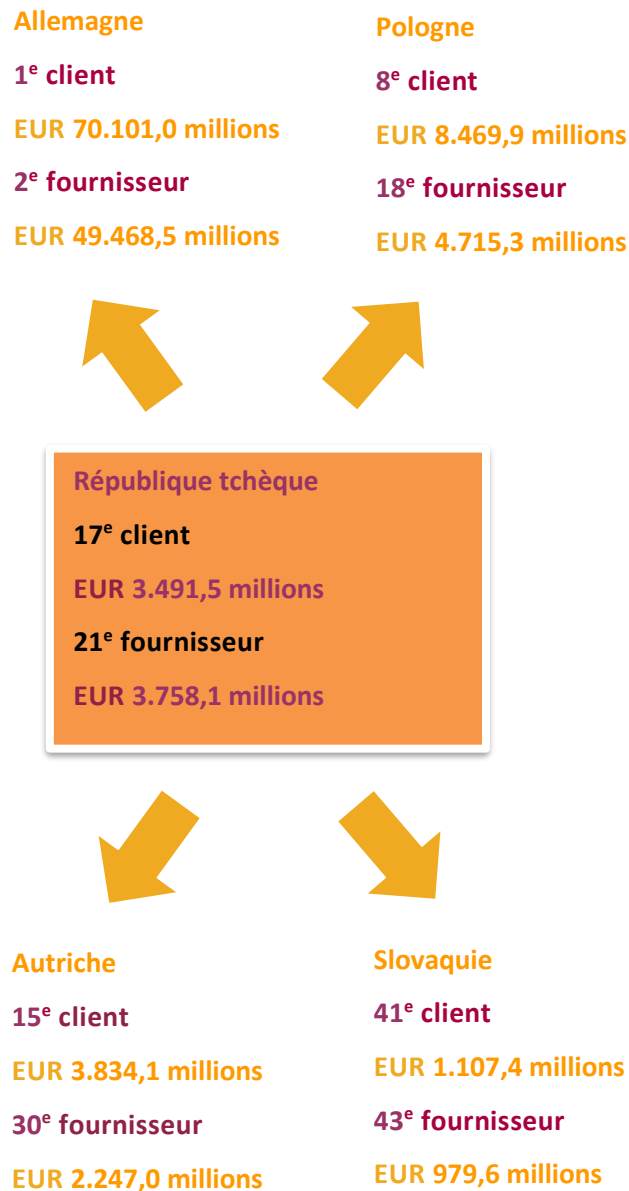 Allemagne
1e client
EUR 70.101,0 millions
2e fournisseur
EUR 49.468,5 millions
Pologne
8e client
EUR 8.469,9 millions
18e fournisseur
EUR 4.715,3 millions
République tchèque
17e client
EUR 3.491,5 millions
21e fournisseur
EUR 3.758,1 millions
Autriche
15e client
EUR 3.834,1 millions
30e fournisseur
EUR 2.247,0 millions
Slovaquie
41e client
EUR 1.107,4 millions
43e fournisseur
EUR 979,6 millions